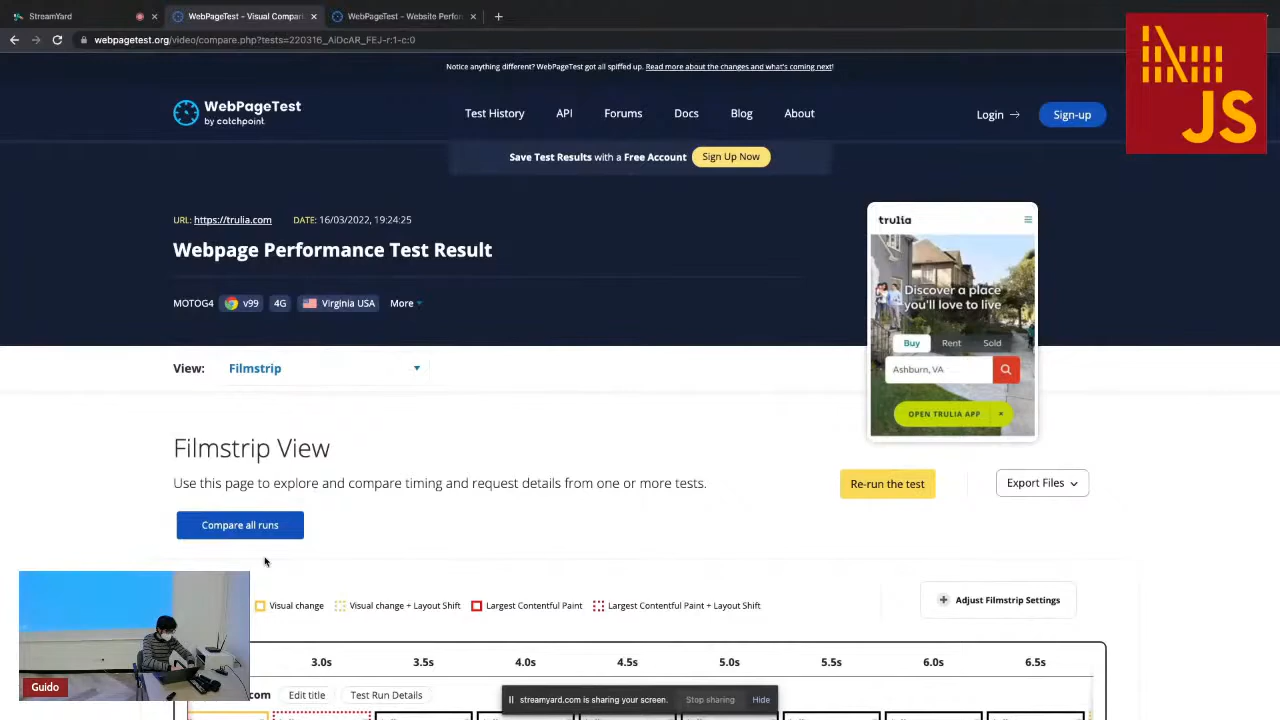 StreamYard
WebPageTest - Visual Compari
WebPageTest - Website Perfor
webpagetest.org/video/compare.php?tests=220316_AiDcAR_FEJ-r:1-c:0
Notice anything different? WebPageTest got all spiffed up. Read more about the changes and what's coming next!
WebPageTest
by catchpoint.
Test History
API
Forums
Docs
Blog
About
Login
Sign-up
JS
Save Test Results with a Free Account
Sign Up Now
URL: https://trulia.com
DATE: 16/03/2022, 19:24:25
Webpage Performance Test Result
MOTOG4
v99
4G
Virginia USA
More
trulia
Discover a place
you'll love to live
Buy
Rent
Sold
Ashburn, VA
OPEN TRULIA APP
View:
Filmstrip
Filmstrip View
Use this page to explore and compare timing and request details from one or more tests.
Re-run the test
Export Files
Compare all runs
Visual change
Visual change + Layout Shift
Largest Contentful Paint
Largest Contentful Paint + Layout Shift
Adjust Filmstrip Settings
3.0s
3.5s
4.0s
4.5s
5.0s
5.5s
6.0s
6.5s
com
Edit title
Test Run Details
streamyard.com is sharing your screen.
Stop sharing
Hide
Guido